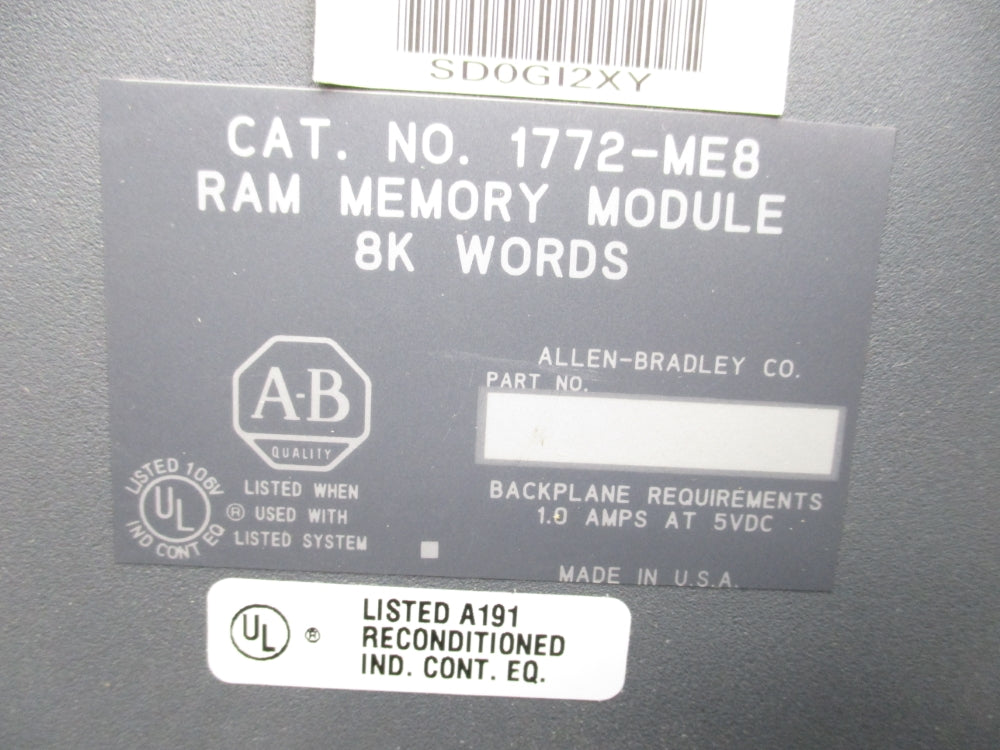 SD0GI2XY
CAT. NO. 1772-ME8
RAM MEMORY MODULE
8K WORDS
A-B
QUALITY
ALLEN-BRADLEY CO.
PART NO.
BACKPLANE REQUIREMENTS
1.0 AMPS AT 5VDC
LISTED 106V
UL
IND CONT EQ
®
LISTED WHEN
USED WITH
LISTED SYSTEM
MADE IN U.S.A.
UL ®
LISTED A191
RECONDITIONED
IND. CONT. EQ.